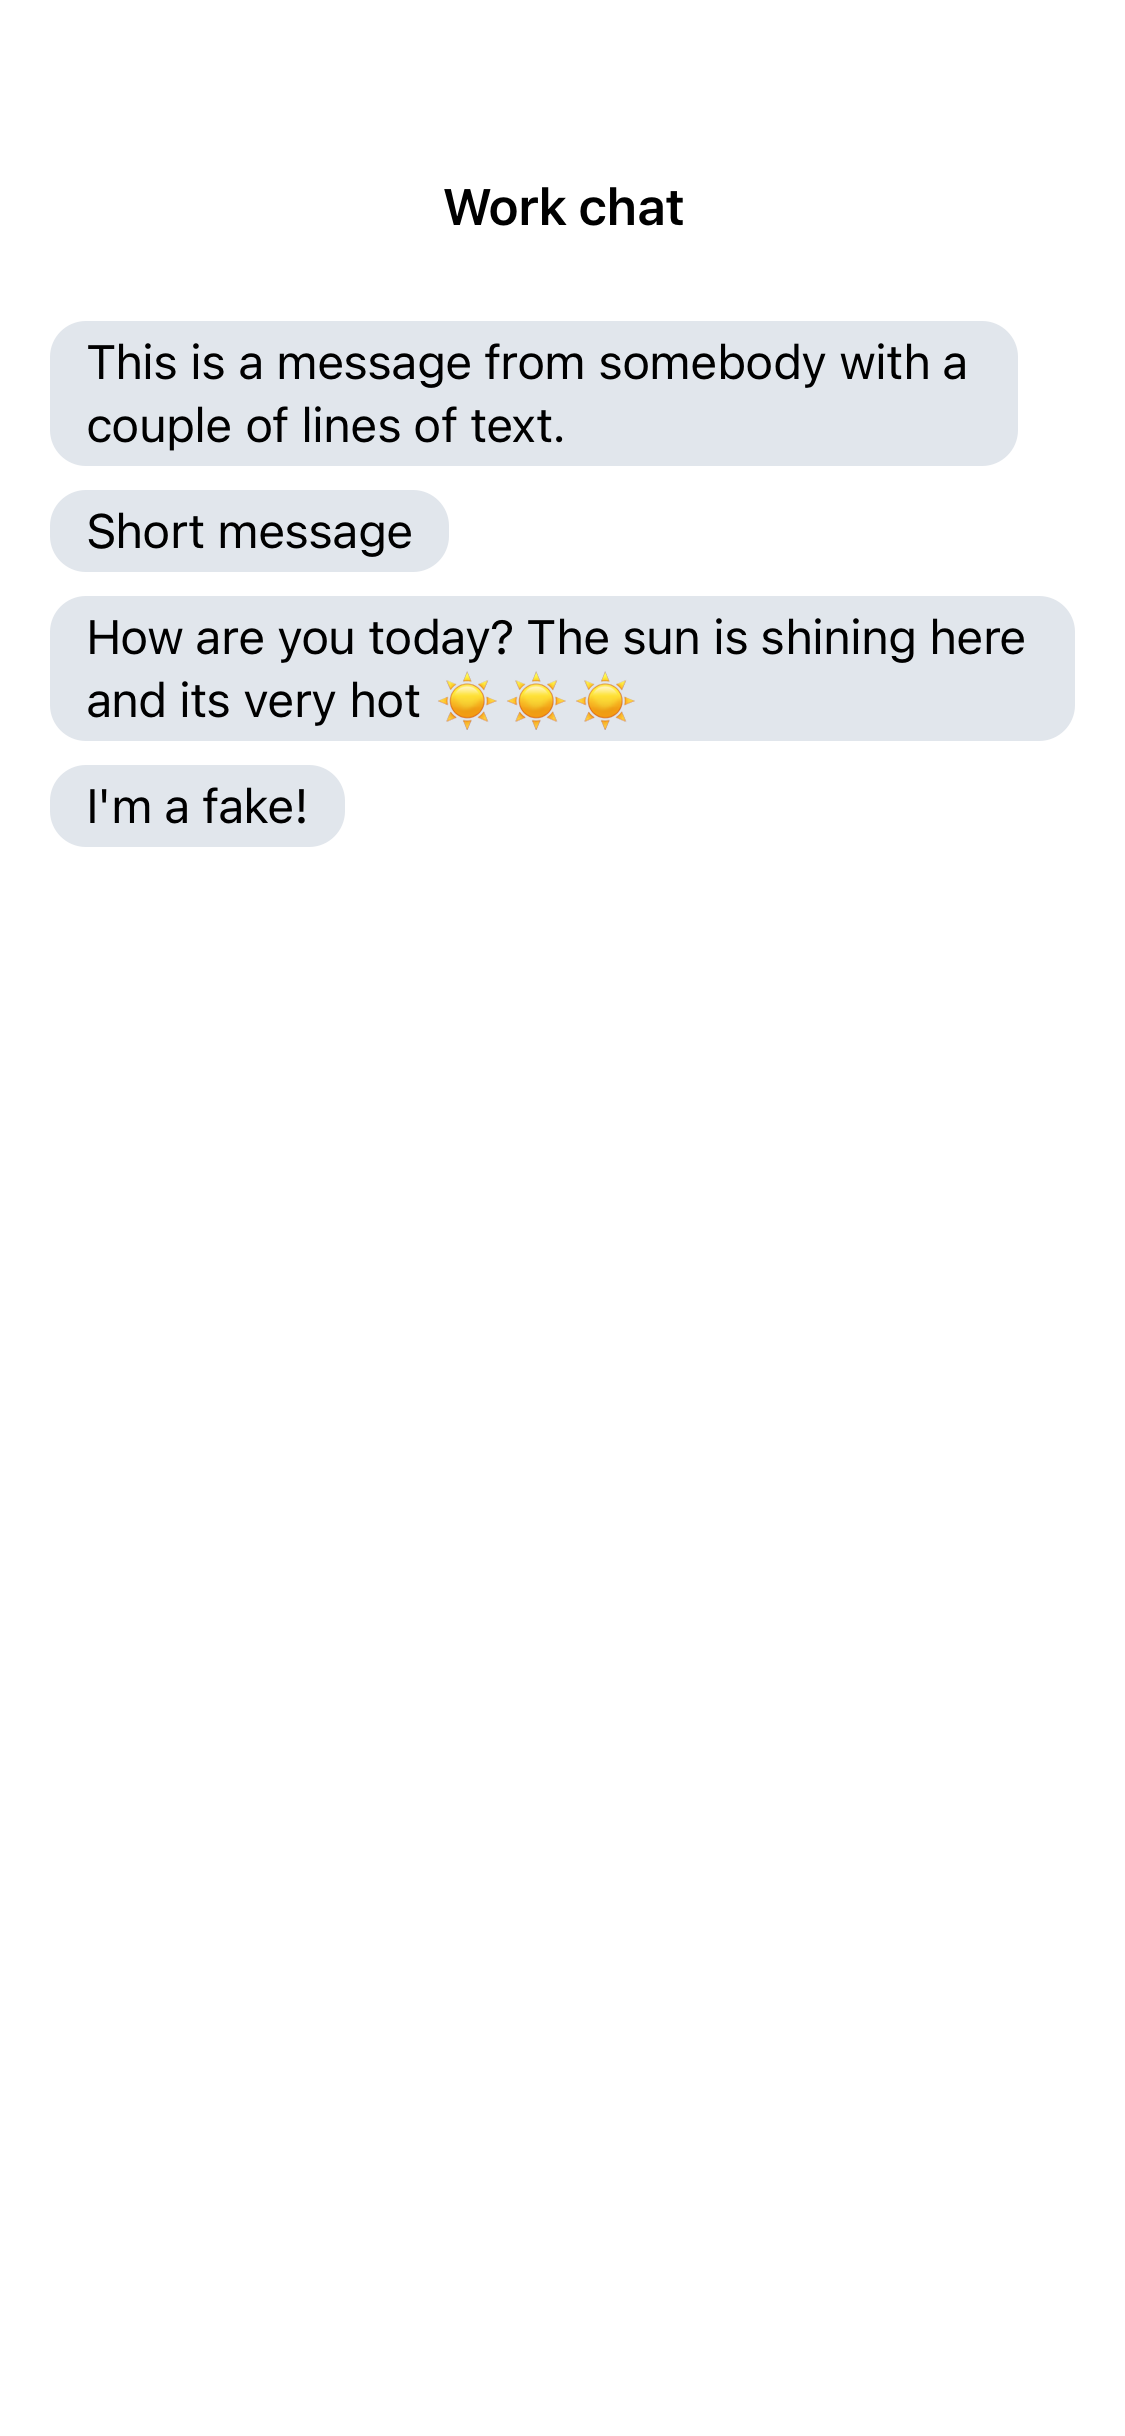 Work chat
This is a message from somebody with a
couple of lines of text.
Short message
How are you today? The sun is shining here
and its very hot ☀️☀️☀️
I'm a fake!